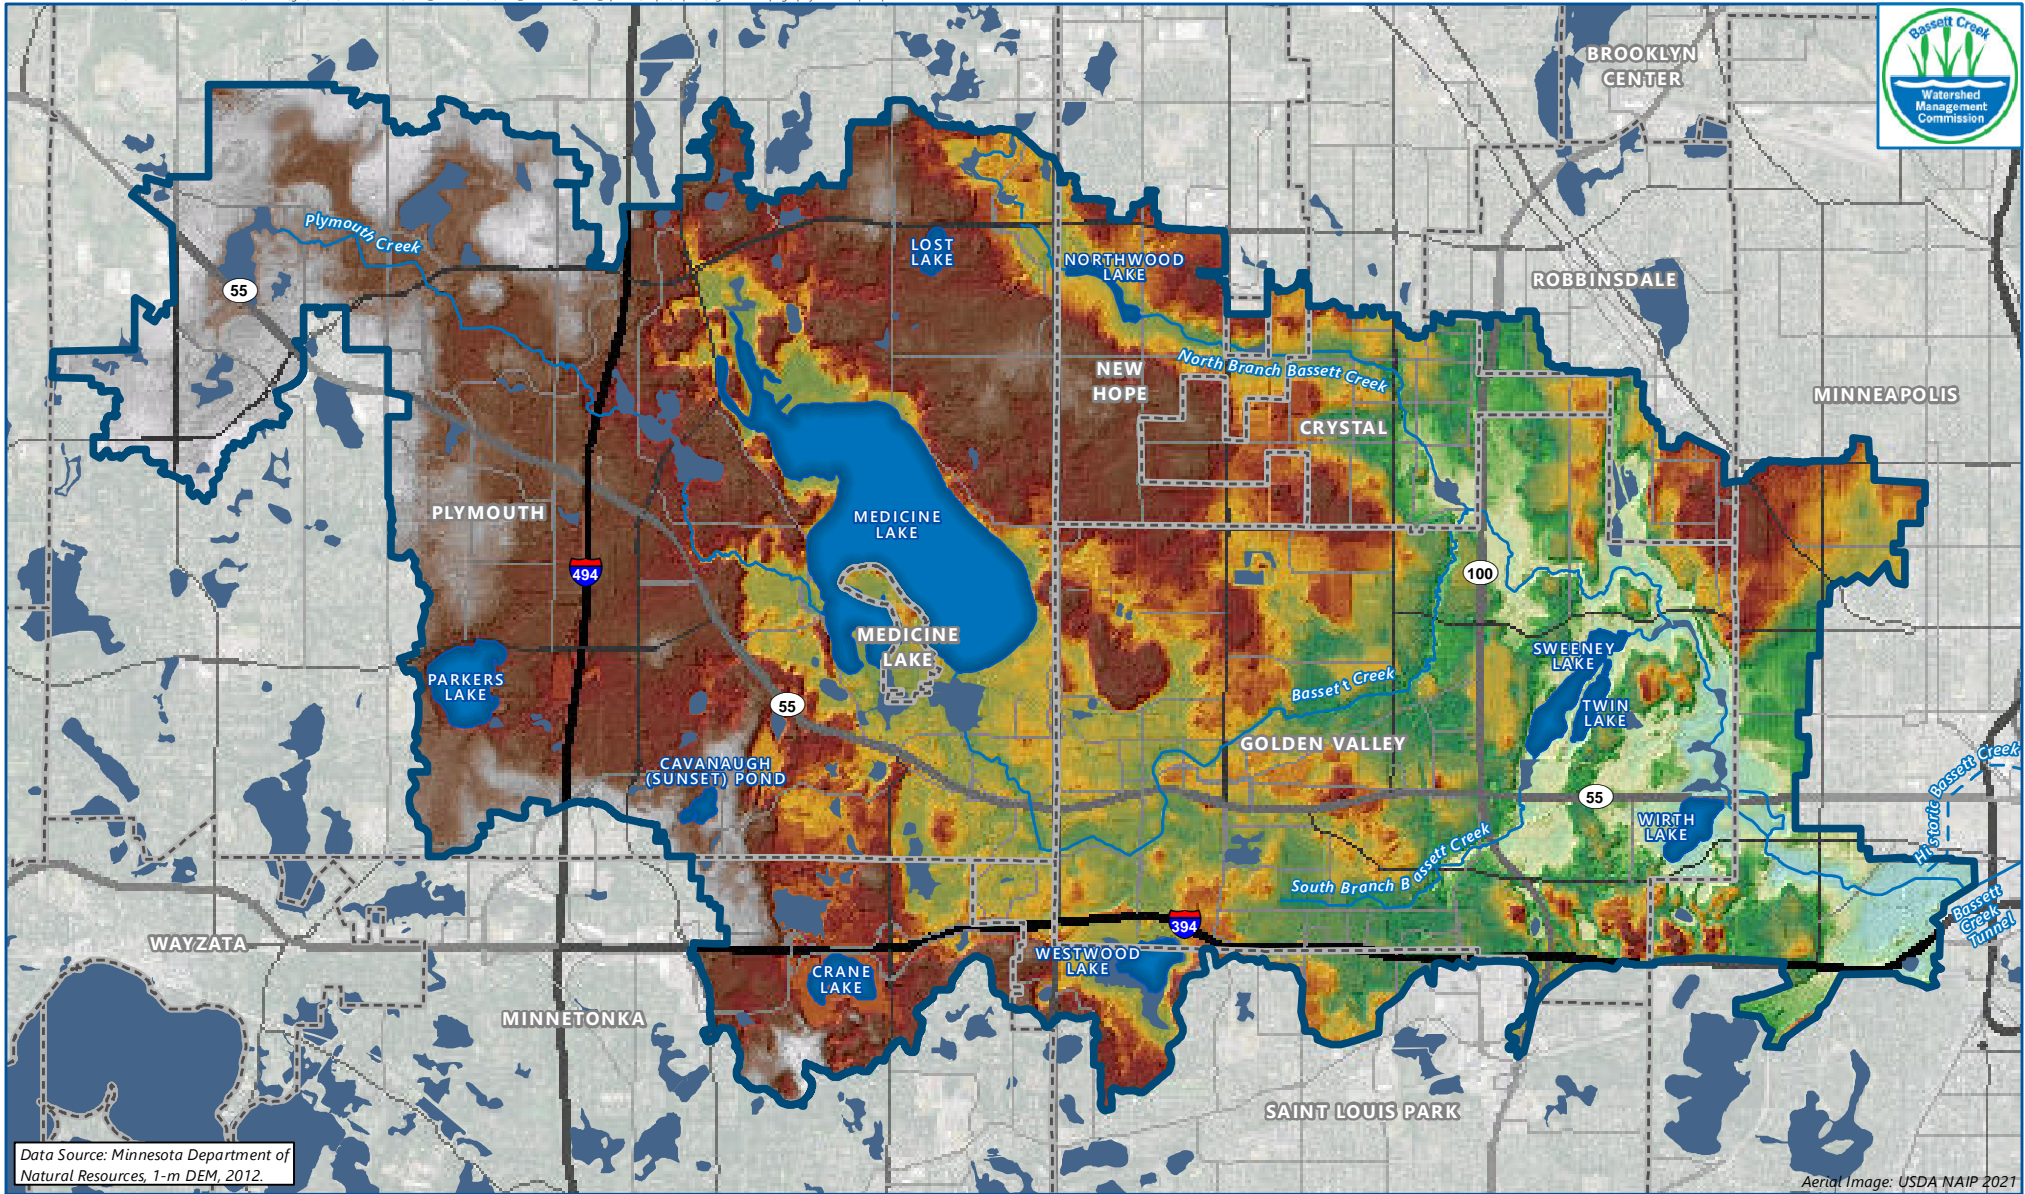 Bassett Creek
Watershed
Management
Commission
BROOKLYN
CENTER
Plymouth Creek
55
LOST
LAKE
NORTHWOOD
LAKE
ROBBINSDALE
NEW
HOPE
North Branch Bassett Creek
CRYSTAL
MINNEAPOLIS
PLYMOUTH
MEDICINE
LAKE
494
100
MEDICINE
LAKE
SWEENEY
LAKE
PARKERS
LAKE
Bassett Creek
TWIN
LAKE
55
GOLDEN VALLEY
CAVANAUGH
(SUNSET) POND
55
WIRTH
LAKE
Historic Bassett Creek
South Branch Bassett Creek
Bassett
Creek
Tunnel
394
WAYZATA
WESTWOOD
LAKE
CRANE
LAKE
MINNETONKA
SAINT LOUIS PARK
Data Source: Minnesota Department of
Natural Resources, 1-m DEM, 2012.
Aerial Image: USDA NAIP 2021